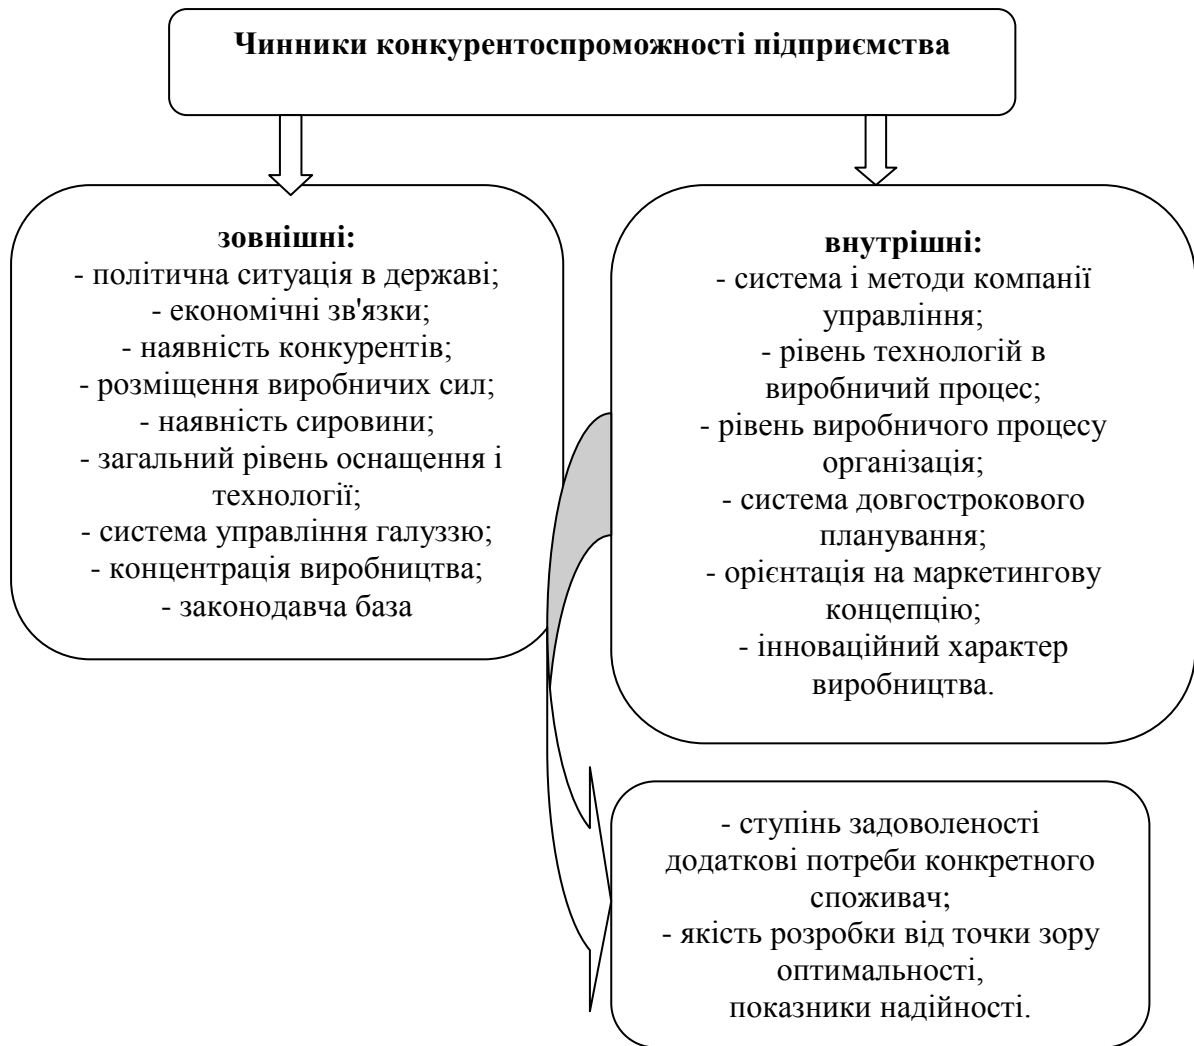 Чинники конкурентоспроможності підприємства
зовнішні:
- політична ситуація в державі;
- економічні зв'язки;
- наявність конкурентів;
- розміщення виробничих сил;
- наявність сировини;
- загальний рівень оснащення і
технології;
- система управління галуззю;
- концентрація виробництва;
- законодавча база
внутрішні:
- система і методи компанії
управління;
- рівень технологій в
виробничий процес;
- рівень виробничого процесу
організація;
- система довгострокового
планування;
- орієнтація на маркетингову
концепцію;
- інноваційний характер
виробництва.
- ступінь задоволеності
додаткові потреби конкретного
споживач;
- якість розробки від точки зору
оптимальності,
показники надійності.